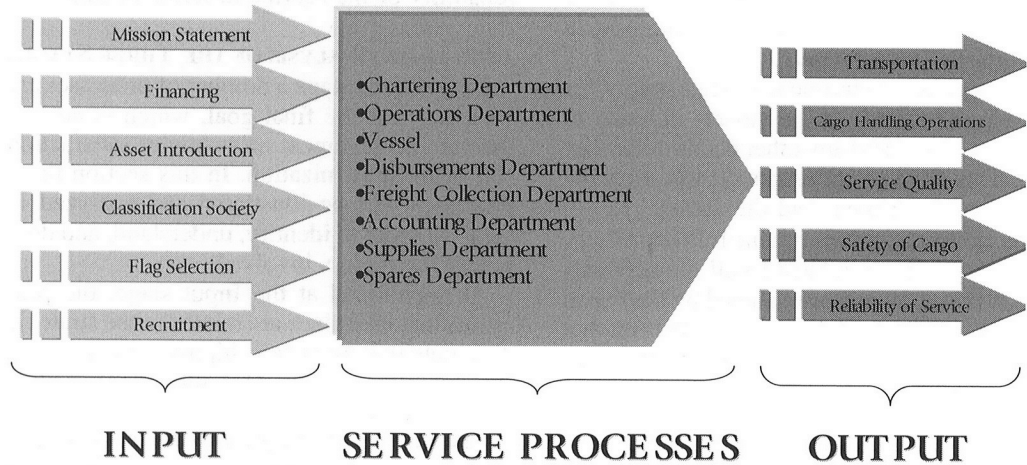 Mission Statement
Financing
Asset Introduction
Classification Society
Flag Selection
Recruitment
•Chartering Department
•Operations Department
•Vessel
•Disbursements Department
•Freight Collection Department
•Accounting Department
•Supplies Department
•Spares Department
Transportation
Cargo Handling Operations
Service Quality
Safety of Cargo
Reliability of Service
INPUT
SERVICE PROCESSES
OUTPUT